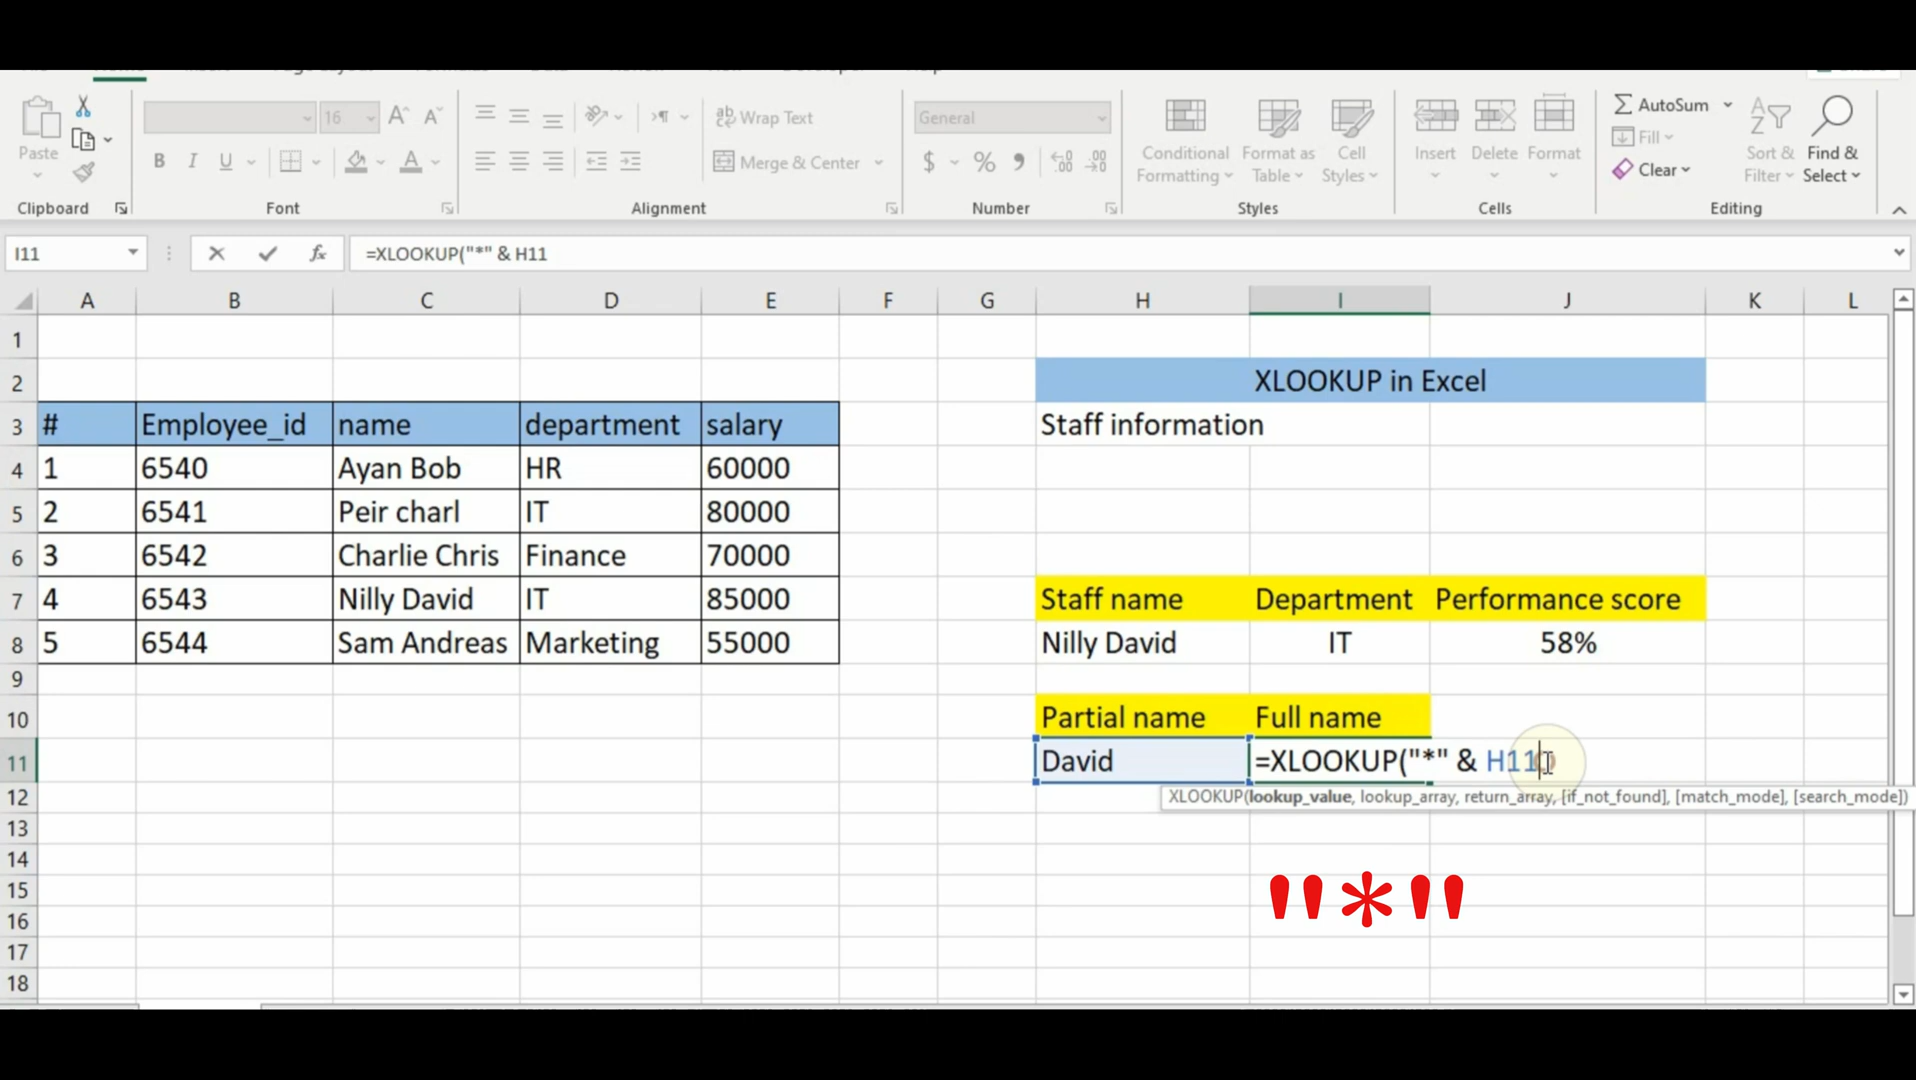 Home
16
Wrap Text
General
AutoSum
Fill
Clear
Paste
B I U
Merge & Center
$ % ,
Conditional Formatting
Format as Table
Cell Styles
Insert
Delete
Format
Sort & Filter
Find & Select
Clipboard
Font
Alignment
Number
Styles
Cells
Editing
I11
fx
=XLOOKUP("*" & H11
A B C D E F G H I J K L
1
2 XLOOKUP in Excel
3 # Employee_id name department salary Staff information
4 1 6540 Ayan Bob HR 60000
5 2 6541 Peir charl IT 80000
6 3 6542 Charlie Chris Finance 70000
7 4 6543 Nilly David IT 85000 Staff name Department Performance score
8 5 6544 Sam Andreas Marketing 55000 Nilly David IT 58%
9
10 Partial name Full name
11 David =XLOOKUP("*" & H11
XLOOKUP(lookup_value, lookup_array, return_array, [if_not_found], [match_mode], [search_mode])
12
13
14
15 "*"
16
17
18